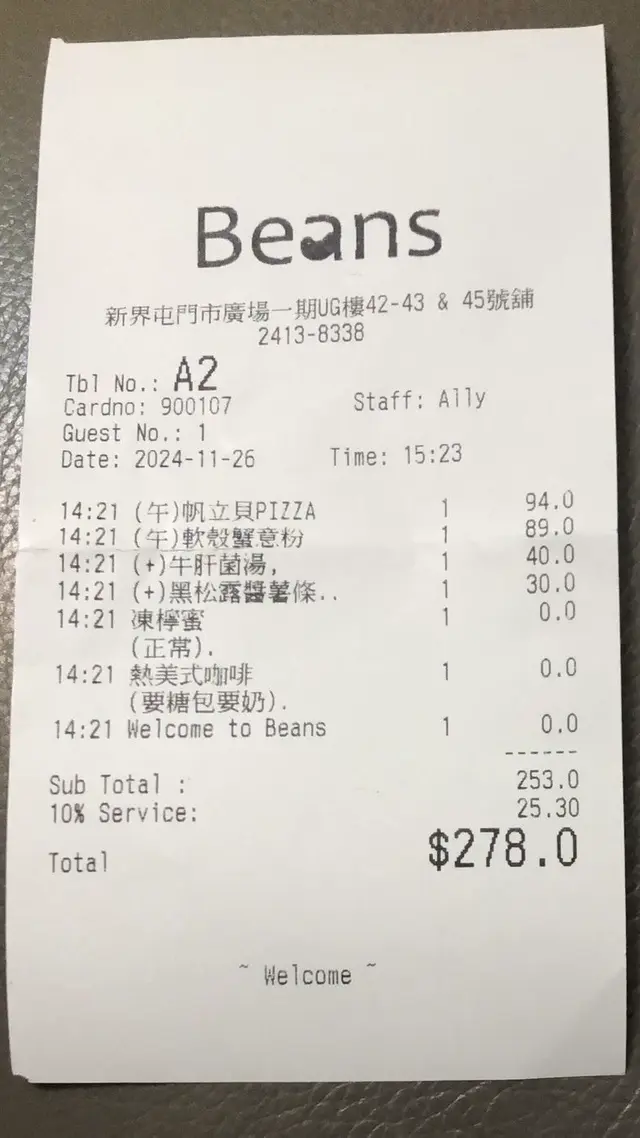 Beans
新界屯門市廣場一期UG樓42-43 & 45號舖
2413-8338
Tbl No.: A2
Cardno: 900107 Staff: Ally
Guest No.: 1
Date: 2024-11-26 Time: 15:23
14:21 (午)帆立貝PIZZA 1 94.0
14:21 (午)軟殼蟹意粉 1 89.0
14:21 (+)牛肝菌湯, 1 40.0
14:21 (+)黑松露醬薯條.. 1 30.0
14:21 凍檸蜜 1 0.0
(正常).
14:21 熱美式咖啡 1 0.0
(要糖包要奶).
14:21 Welcome to Beans 1 0.0
------
Sub Total : 253.0
10% Service: 25.30
Total $278.0
~ Welcome ~